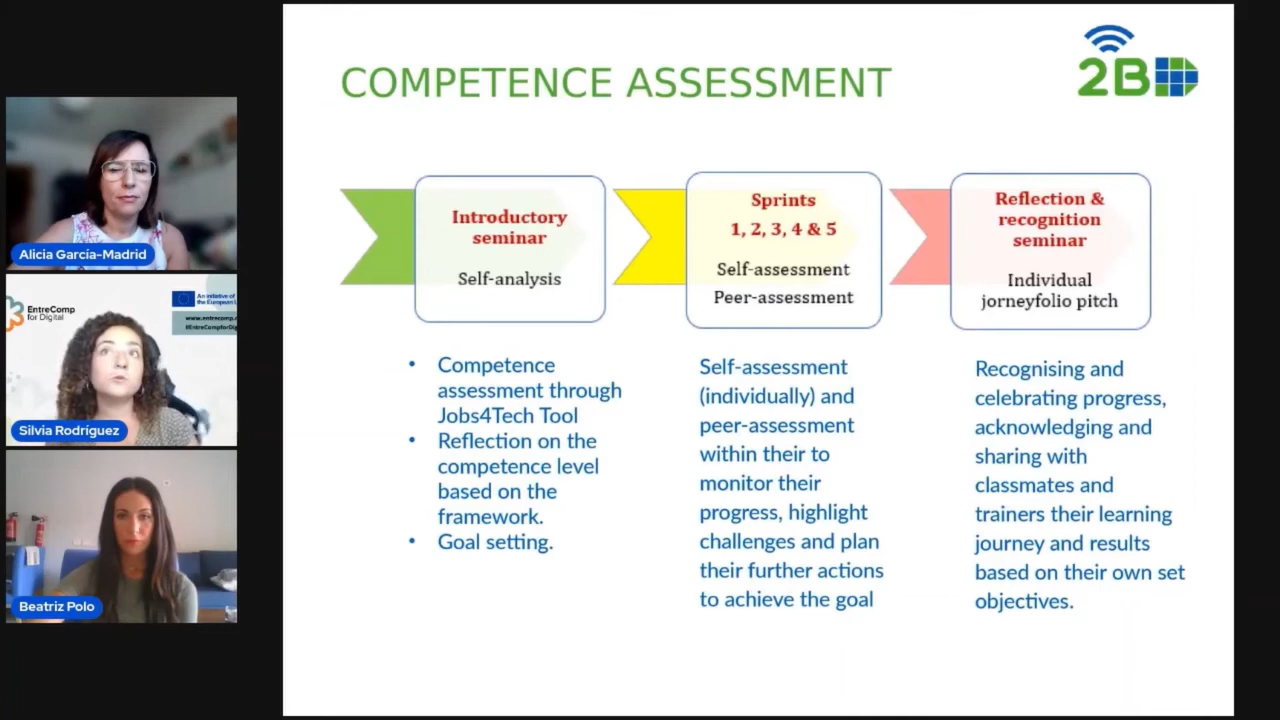 COMPETENCE ASSESSMENT
2BD
Introductory
seminar
Self-analysis
Sprints
1, 2, 3, 4 & 5
Self-assessment
Peer-assessment
Reflection &
recognition
seminar
Individual
jorneyfolio pitch
• Competence
assessment through
Jobs4Tech Tool
• Reflection on the
competence level
based on the
framework.
• Goal setting.
Self-assessment
(individually) and
peer-assessment
within their to
monitor their
progress, highlight
challenges and plan
their further actions
to achieve the goal
Recognising and
celebrating progress,
acknowledging and
sharing with
classmates and
trainers their learning
journey and results
based on their own set
objectives.
Alicia García-Madrid
EntreComp
for Digital
An initiative of
the European
www.entrecomp.
Silvia Rodríguez
Beatriz Polo